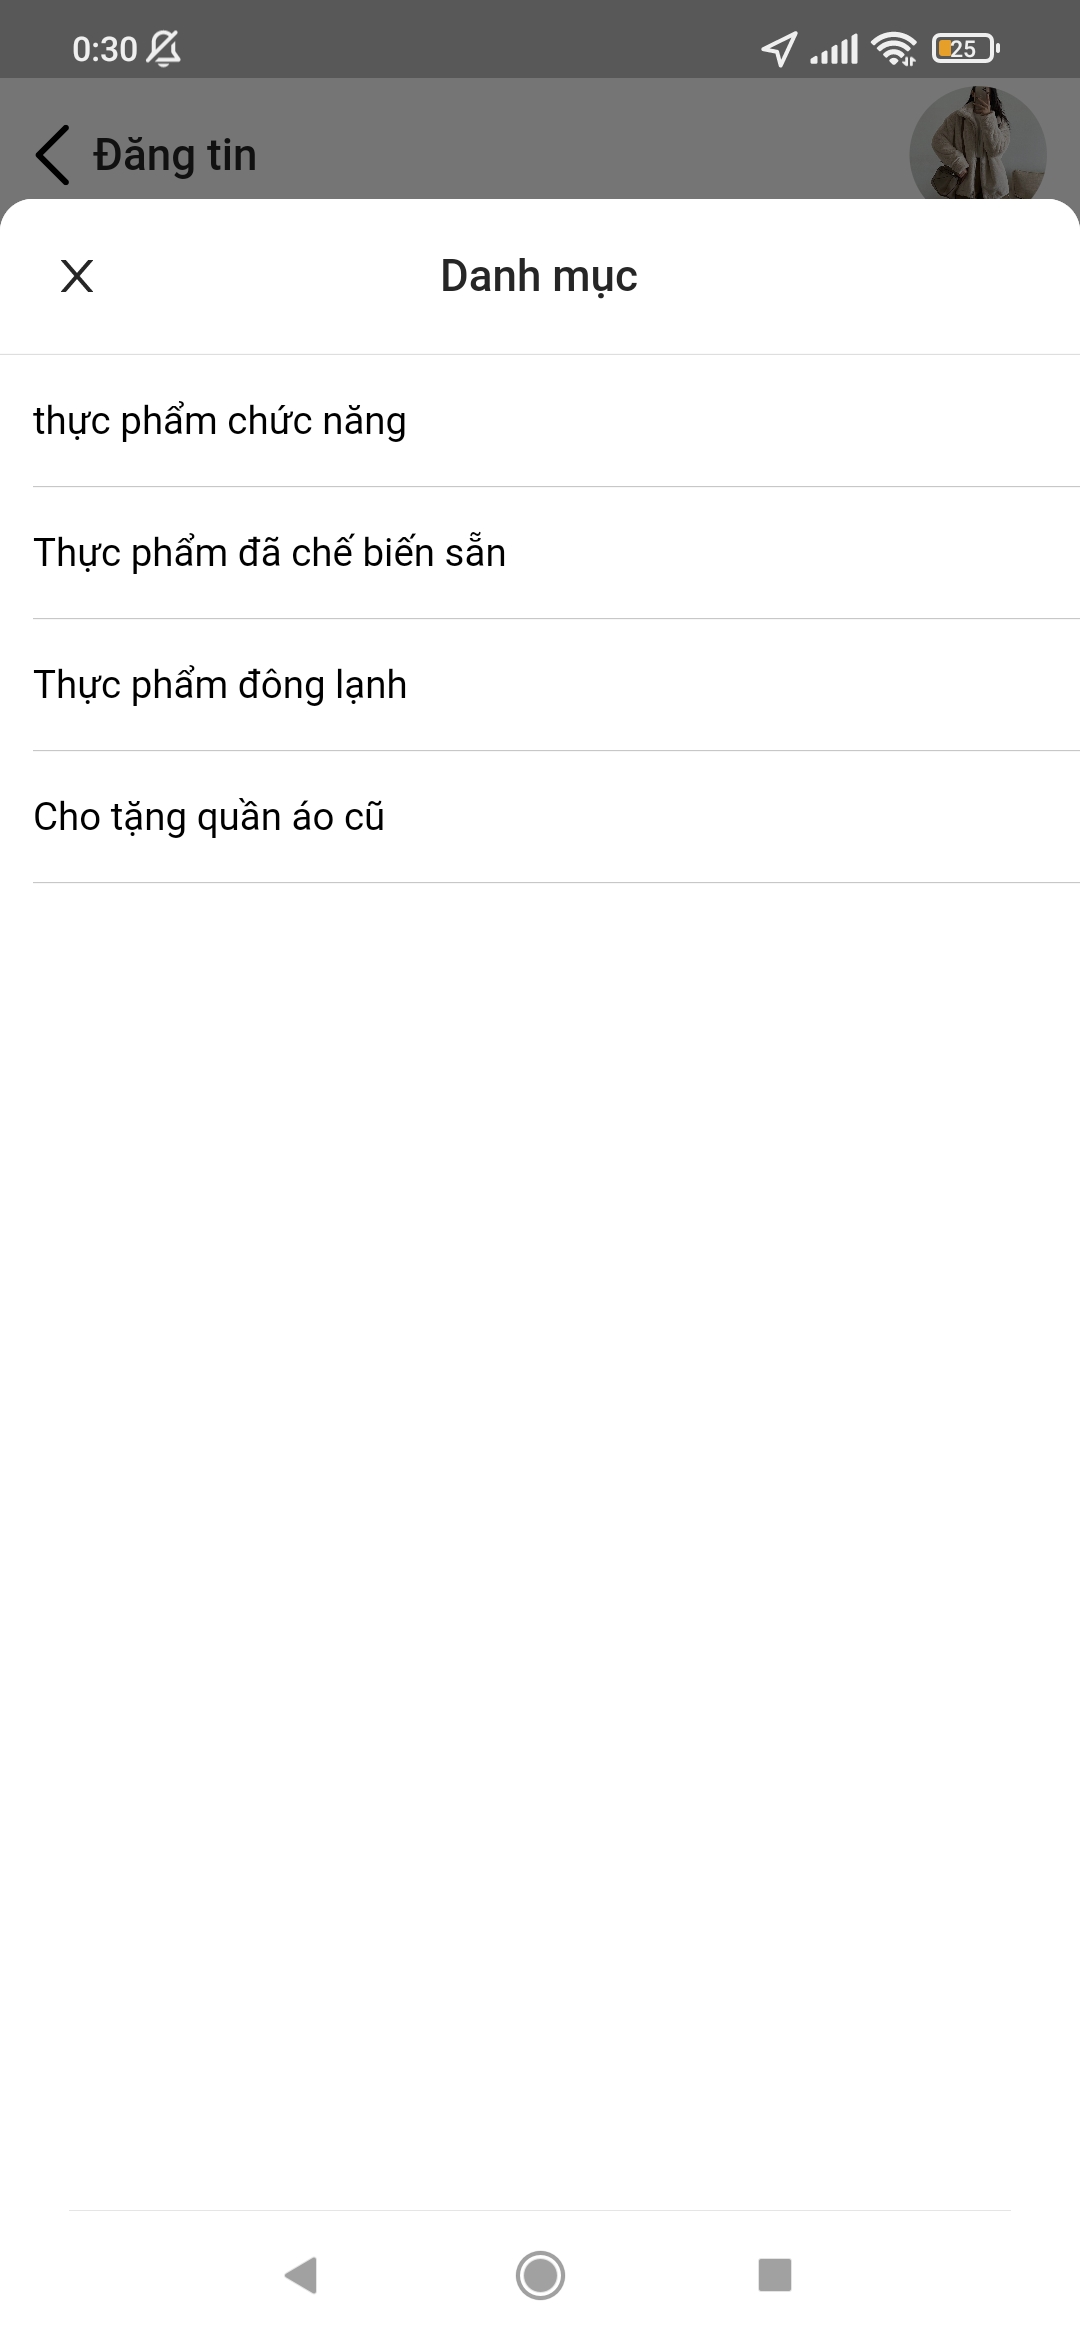 0:30
25
Đăng tin
Danh mục
thực phẩm chức năng
Thực phẩm đã chế biến sẵn
Thực phẩm đông lạnh
Cho tặng quần áo cũ